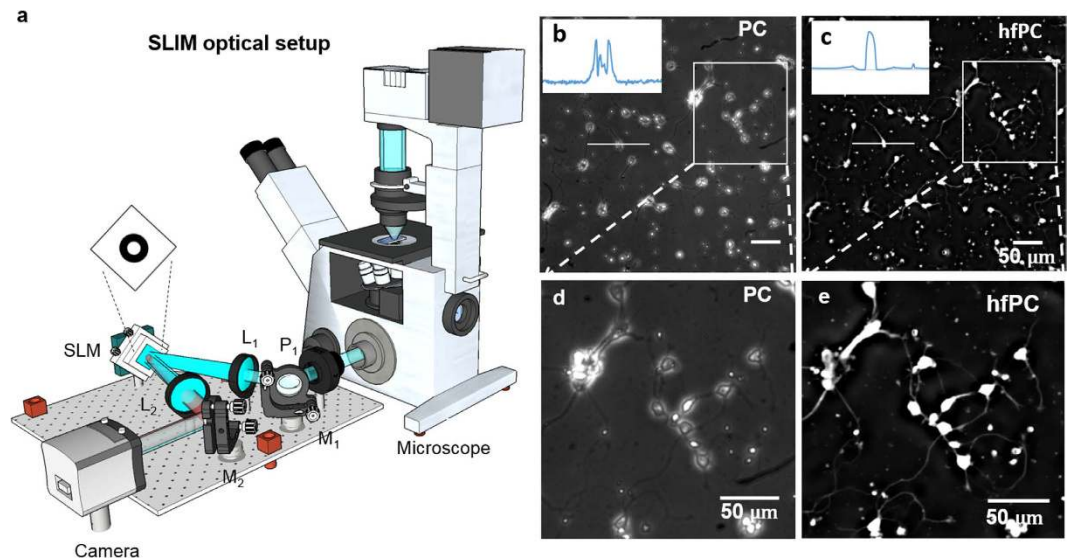 a
SLIM optical setup
SLM
L₁
P₁
L₂
M₁
M₂
Microscope
Camera
b
PC
c
hfPC
50 μm
d
PC
50 μm
e
hfPC
50 μm